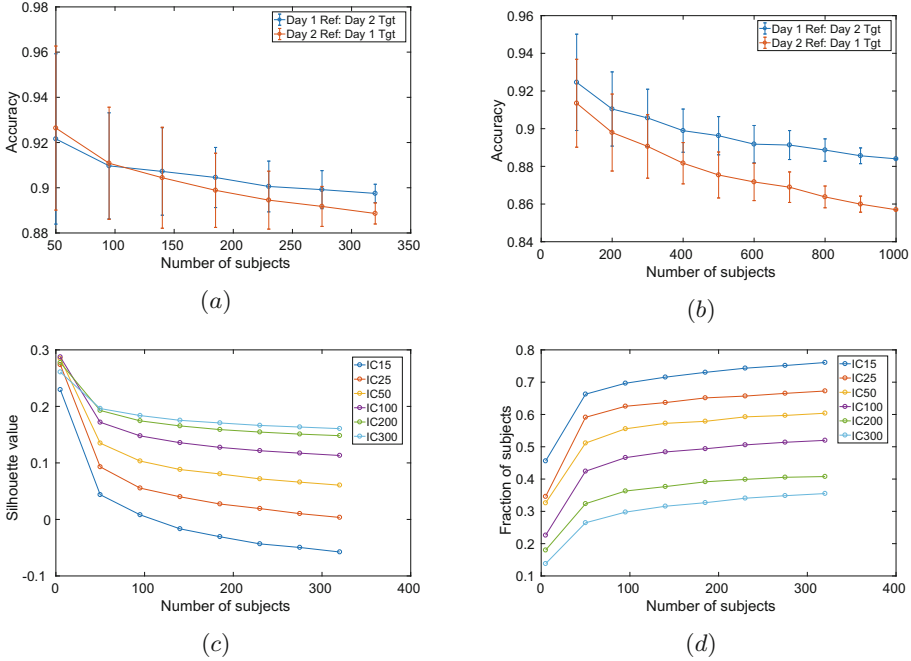 0.98
0.96
0.94
0.92
0.9
0.88
Accuracy
50 100 150 200 250 300 350
Number of subjects
Day 1 Ref: Day 2 Tgt
Day 2 Ref: Day 1 Tgt
(a)
0.96
0.94
0.92
0.9
0.88
0.86
0.84
Accuracy
0 200 400 600 800 1000
Number of subjects
Day 1 Ref: Day 2 Tgt
Day 2 Ref: Day 1 Tgt
(b)
0.3
0.2
0.1
0
-0.1
Silhouette value
0 100 200 300 400
Number of subjects
IC15
IC25
IC50
IC100
IC200
IC300
(c)
0.8
0.7
0.6
0.5
0.4
0.3
0.2
0.1
Fraction of subjects
0 100 200 300 400
Number of subjects
IC15
IC25
IC50
IC100
IC200
IC300
(d)